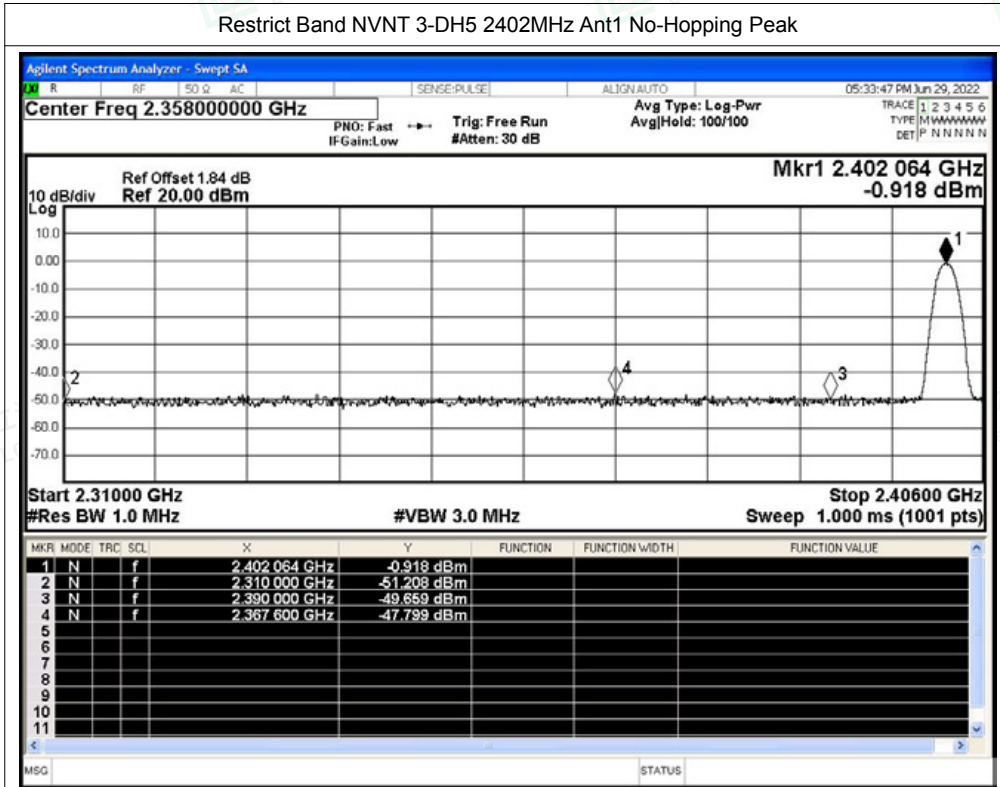 Restrict Band NVNT 3-DH5 2402MHz Ant1 No-Hopping Peak
Agilent Spectrum Analyzer - Swept SA
R RF 50 Ω AC SENSE:PULSE ALIGN AUTO 05:33:47 PM Jun 29, 2022
Center Freq 2.358000000 GHz
PNO: Fast
IFGain:Low
Trig: Free Run
#Atten: 30 dB
Avg Type: Log-Pwr
Avg|Hold: 100/100
TRACE 1 2 3 4 5 6
TYPE M WWWWW
DET P N N N N N
Mkr1 2.402 064 GHz
-0.918 dBm
Ref Offset 1.84 dB
10 dB/div Ref 20.00 dBm
Log
10.0
0.00
-10.0
-20.0
-30.0
-40.0
-50.0
-60.0
-70.0
1
2
4
3
Start 2.31000 GHz Stop 2.40600 GHz
#Res BW 1.0 MHz #VBW 3.0 MHz Sweep 1.000 ms (1001 pts)
MKR MODE TRC SCL X Y FUNCTION FUNCTION WIDTH FUNCTION VALUE
1 N f 2.402 064 GHz -0.918 dBm
2 N f 2.310 000 GHz -51.208 dBm
3 N f 2.390 000 GHz -49.659 dBm
4 N f 2.367 600 GHz -47.799 dBm
5
6
7
8
9
10
11
MSG STATUS